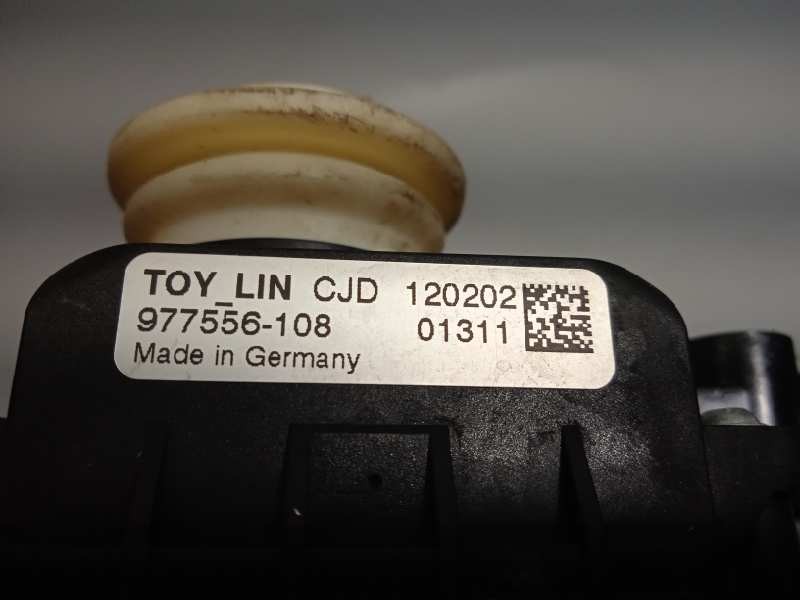 TOY_LIN CJD 120202
977556-108 01311
Made in Germany